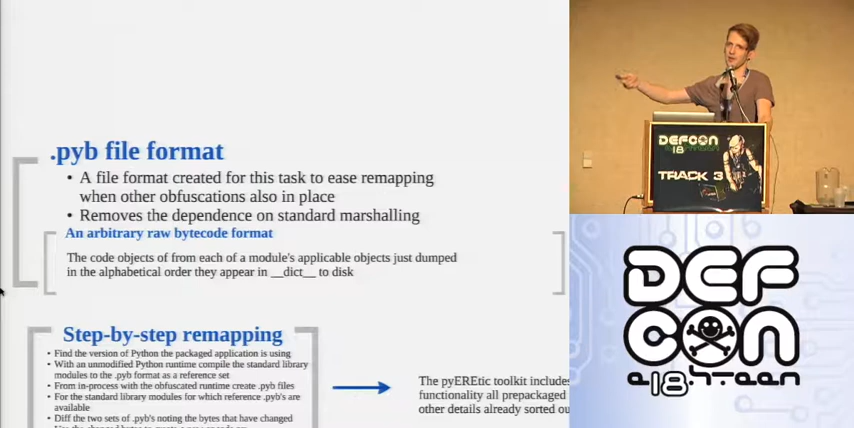 .pyb file format
• A file format created for this task to ease remapping
when other obfuscations also in place
• Removes the dependence on standard marshalling
An arbitrary raw bytecode format
The code objects of from each of a module's applicable objects just dumped
in the alphabetical order they appear in __dict__ to disk
Step-by-step remapping
• Find the version of Python the packaged application is using
• With an unmodified Python runtime compile the standard library
modules to the .pyb format as a reference set
• From in-process with the obfuscated runtime create .pyb files
• For the standard library modules for which reference .pyb's are
available
• Diff the two sets of .pyb's noting the bytes that have changed
The pyEREtic toolkit includes
functionality all prepackaged
other details already sorted ou
DEFCON
18
TRACK 3
DEF
CON
18